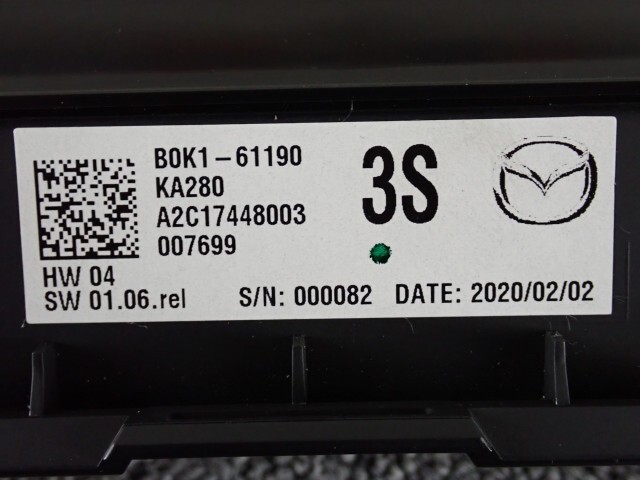 B0K1-61190
KA280
A2C17448003
007699
3S
HW 04
SW 01.06.rel
S/N: 000082
DATE: 2020/02/02